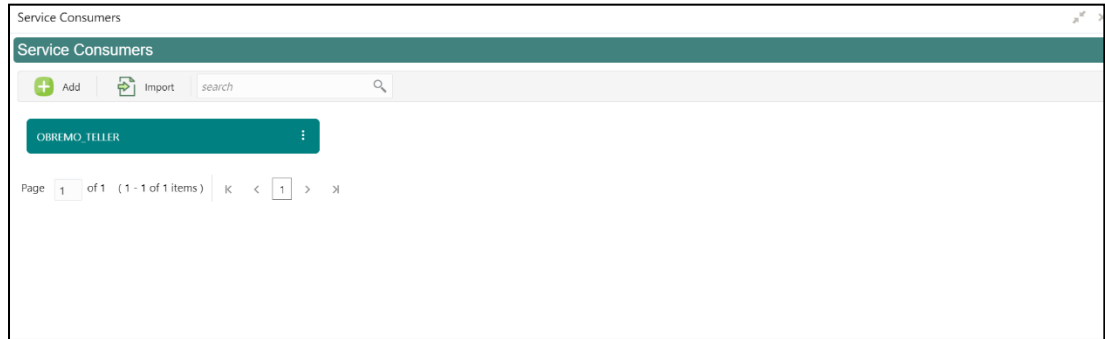 Service Consumers
Service Consumers
Add Import search
OBREMO_TELLER
Page 1 of 1 ( 1 - 1 of 1 items ) 1